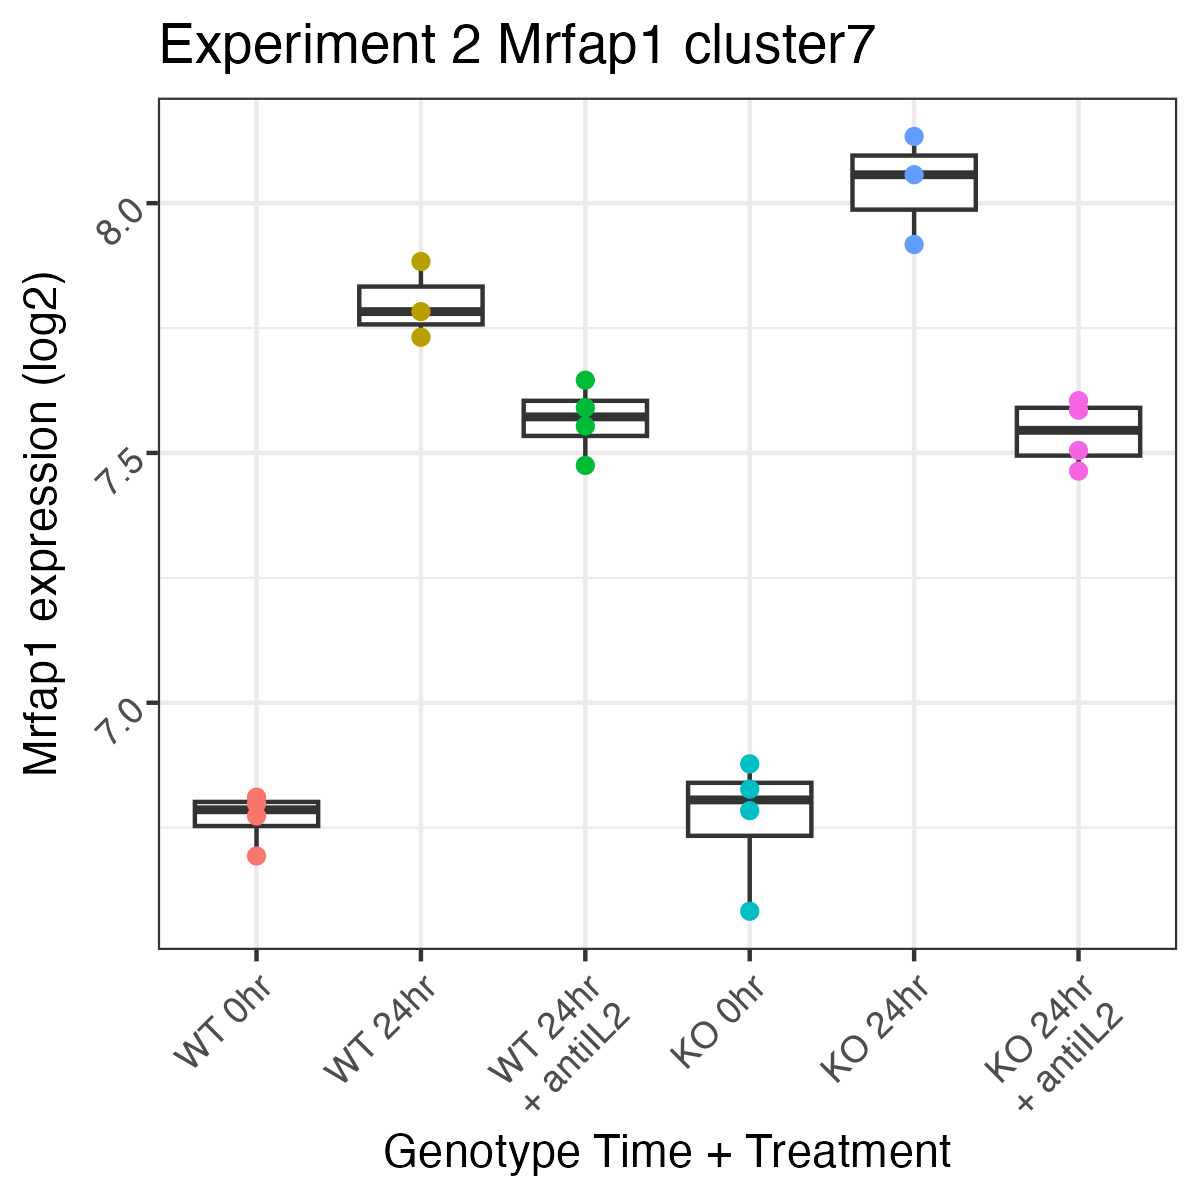 Experiment 2 Mrfap1 cluster7
Mrfap1 expression (log2)
8.0
7.5
7.0
WT 0hr
WT 24hr
WT 24hr
+ antiIL2
KO 0hr
KO 24hr
KO 24hr
+ antiIL2
Genotype Time + Treatment